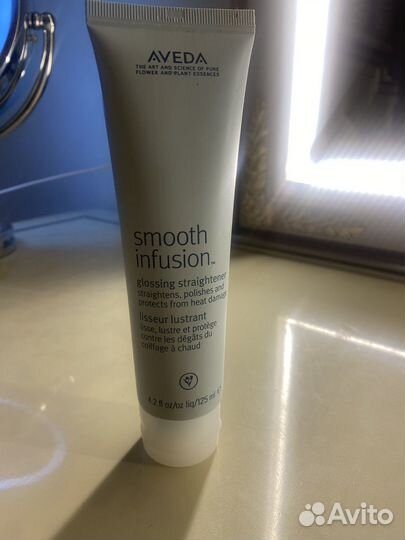 AVEDA
THE ART AND SCIENCE OF PURE
FLOWER AND PLANT ESSENCES
smooth
infusion™
glossing straightener
straightens, polishes and
protects from heat damage
lisseur lustrant
lisse, lustre et protège
contre les dégâts du
coiffage à chaud
4.2 fl oz/oz liq/125 ml e
Avito